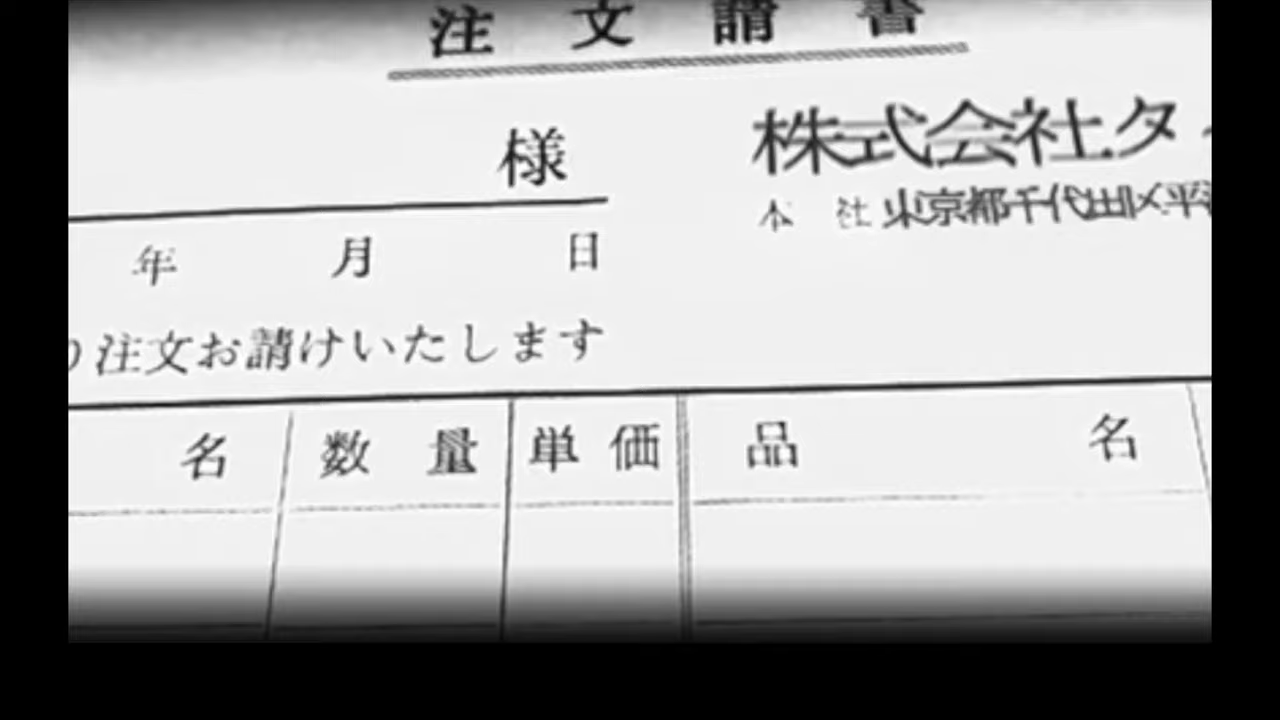 注文請書
様
株式会社タ
本 社 東京都千代田区平
年 月 日
り注文お請けいたします
名 数量 単価 品 名